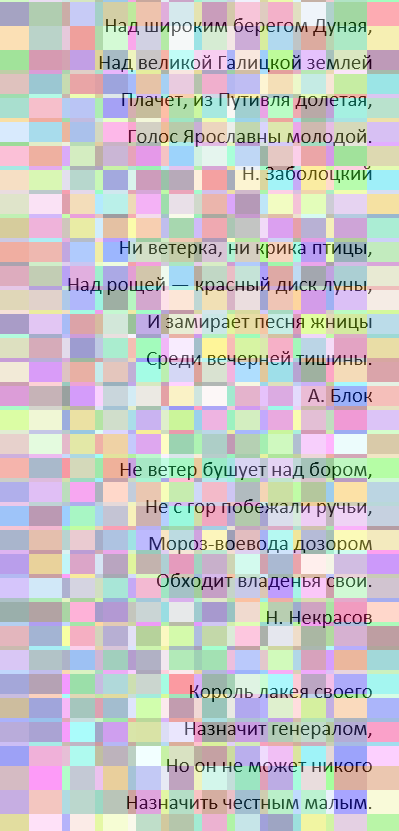 Над широким берегом Дуная,
Над великой Галицкой землей
Плачет, из Путивля долетая,
Голос Ярославны молодой.
Н. Заболоцкий
Ни ветерка, ни крика птицы,
Над рощей — красный диск луны,
И замирает песня жницы
Среди вечерней тишины.
А. Блок
Не ветер бушует над бором,
Не с гор побежали ручьи,
Мороз-воевода дозором
Обходит владенья свои.
Н. Некрасов
Король лакея своего
Назначит генералом,
Но он не может никого
Назначить честным малым.